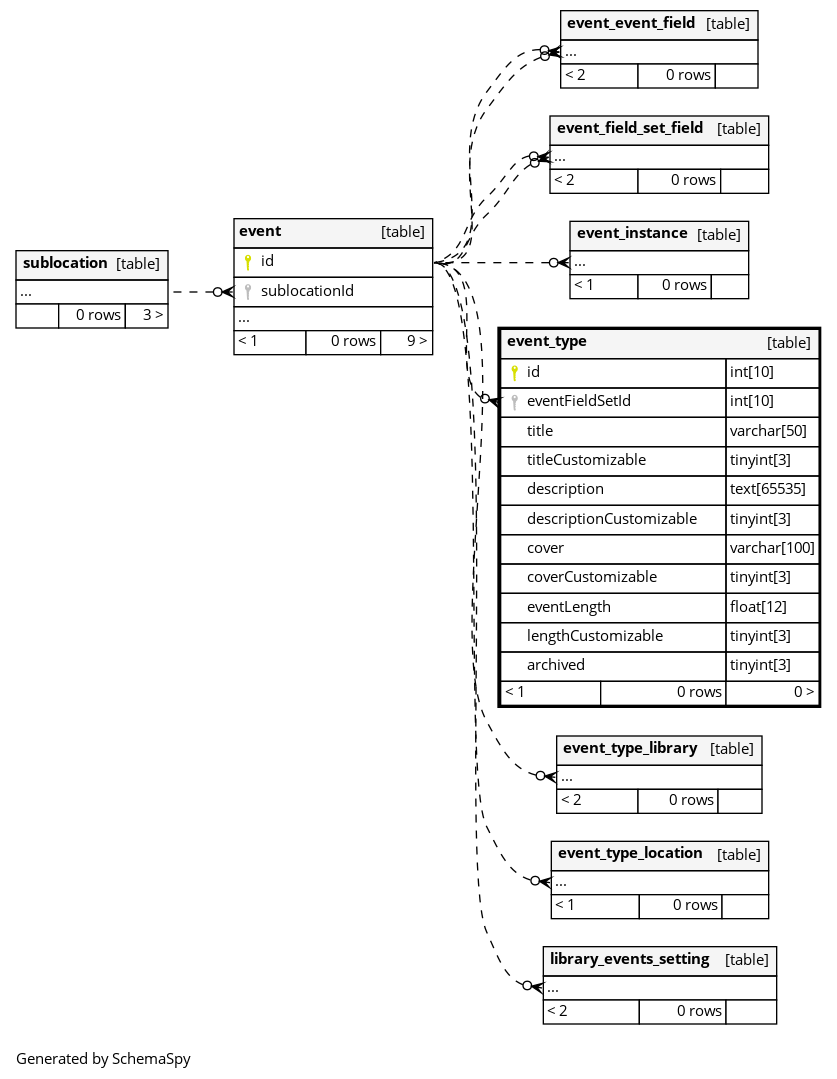 event_event_field [table]
...
< 2 0 rows
event_field_set_field [table]
...
< 2 0 rows
event_instance [table]
...
< 1 0 rows
sublocation [table]
...
0 rows 3 >
event [table]
id
sublocationId
...
< 1 0 rows 9 >
event_type [table]
id int[10]
eventFieldSetId int[10]
title varchar[50]
titleCustomizable tinyint[3]
description text[65535]
descriptionCustomizable tinyint[3]
cover varchar[100]
coverCustomizable tinyint[3]
eventLength float[12]
lengthCustomizable tinyint[3]
archived tinyint[3]
< 1 0 rows 0 >
event_type_library [table]
...
< 2 0 rows
event_type_location [table]
...
< 1 0 rows
library_events_setting [table]
...
< 2 0 rows
Generated by SchemaSpy